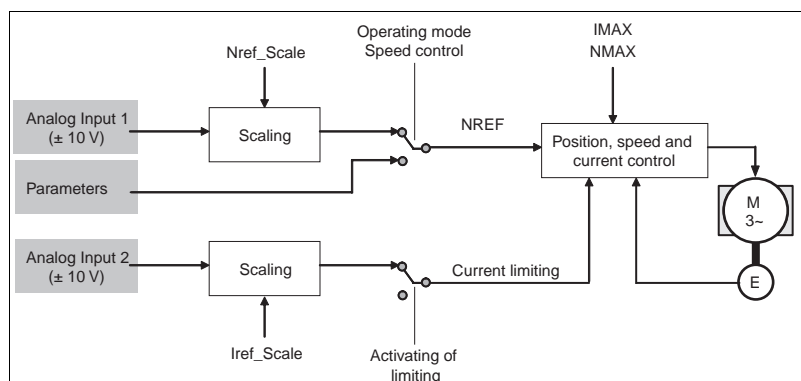 Operating mode
Speed control
IMAX
NMAX
Nref_Scale
Analog Input 1
(± 10 V)
Scaling
NREF
Position, speed and
current control
Parameters
M
3~
Analog Input 2
(± 10 V)
Scaling
Current limiting
E
Iref_Scale
Activating of
limiting